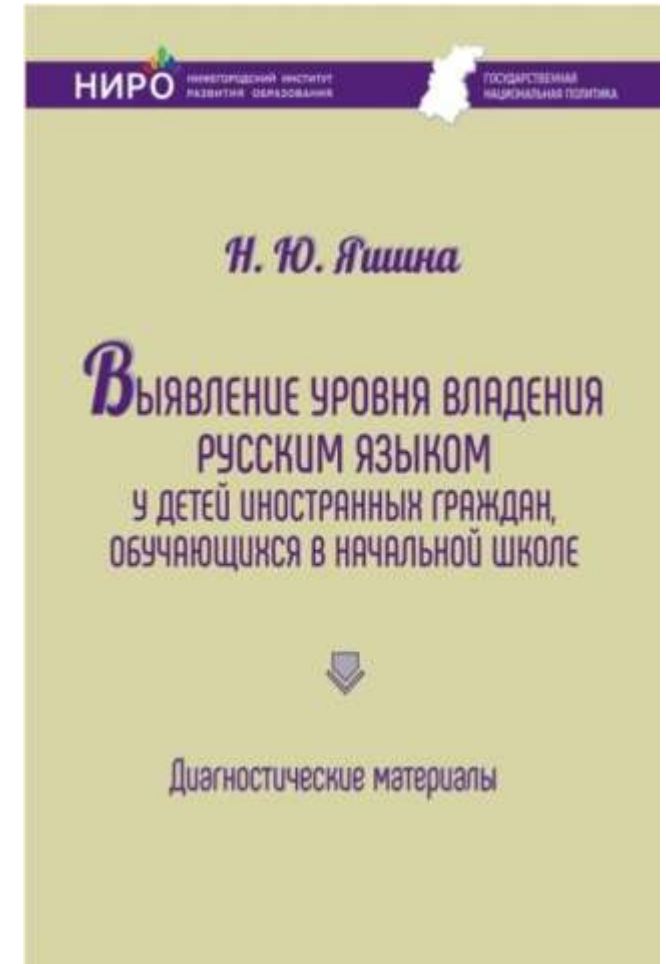 НИРО
НИЖЕГОРОДСКИЙ ИНСТИТУТ
РАЗВИТИЯ ОБРАЗОВАНИЯ
ГОСУДАРСТВЕННАЯ
НАЦИОНАЛЬНАЯ ПОЛИТИКА
Н. Ю. Яшина
ВЫЯВЛЕНИЕ УРОВНЯ ВЛАДЕНИЯ
РУССКИМ ЯЗЫКОМ
У ДЕТЕЙ ИНОСТРАННЫХ ГРАЖДАН,
ОБУЧАЮЩИХСЯ В НАЧАЛЬНОЙ ШКОЛЕ
Диагностические материалы